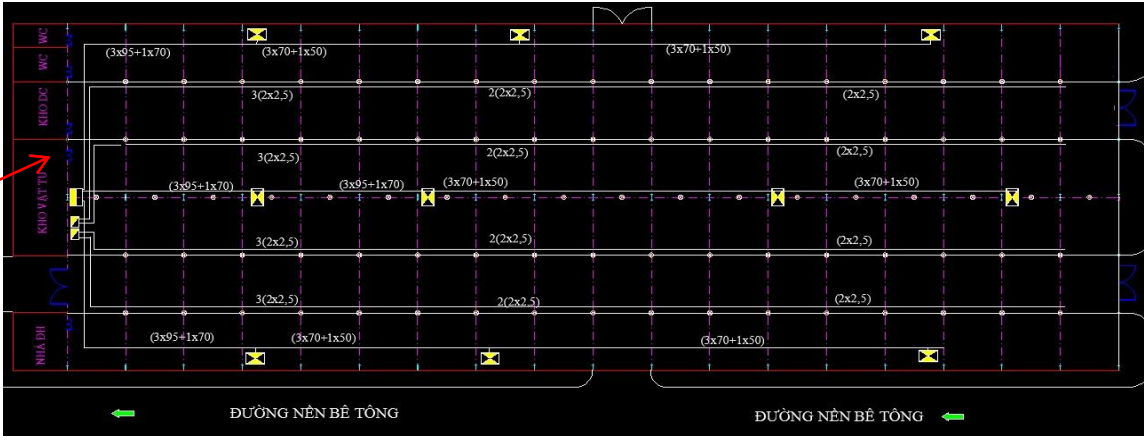 WC
(3x95+1x70)
(3x70+1x50)
(3x70+1x50)
WC
KHO DC
3(2x2,5)
2(2x2,5)
(2x2,5)
3(2x2,5)
2(2x2,5)
(2x2,5)
KHO VẬT TƯ
(3x95+1x70)
(3x95+1x70)
(3x70+1x50)
(3x70+1x50)
3(2x2,5)
2(2x2,5)
(2x2,5)
3(2x2,5)
2(2x2,5)
(2x2,5)
NHÀ ĐH
(3x95+1x70)
(3x70+1x50)
(3x70+1x50)
ĐƯỜNG NỀN BÊ TÔNG
ĐƯỜNG NỀN BÊ TÔNG